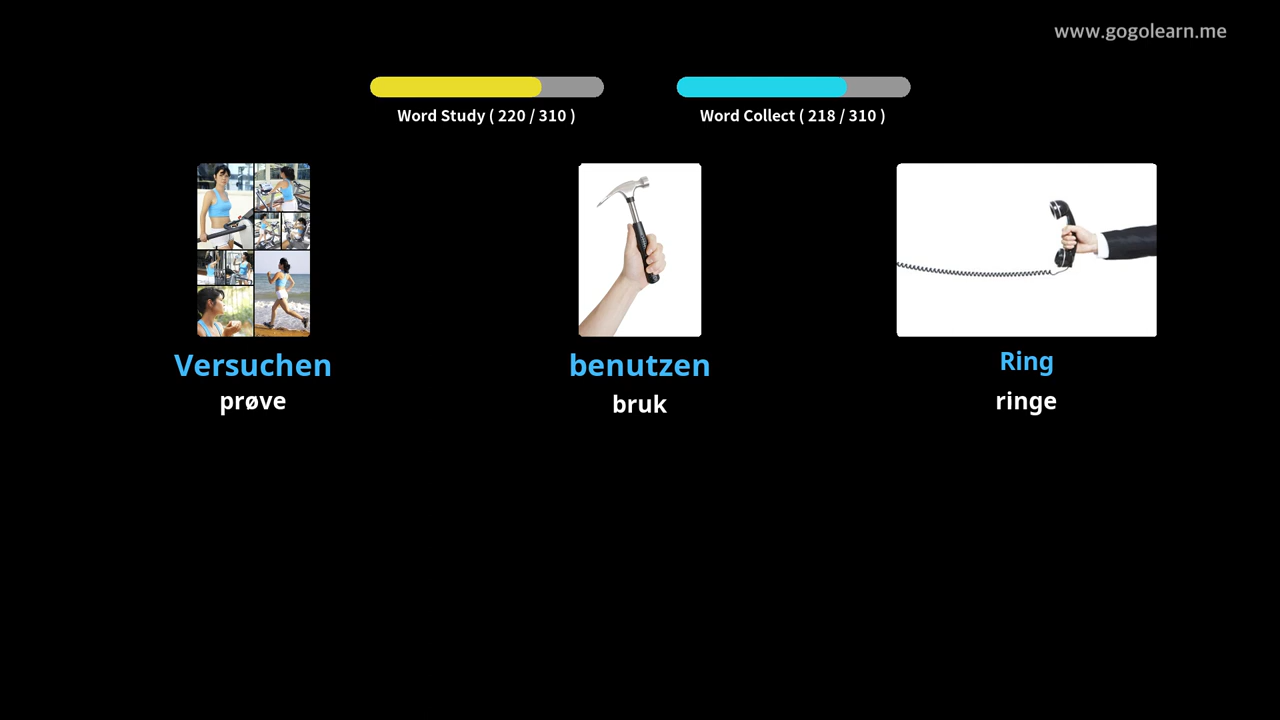 www.gogolearn.me
Word Study ( 220 / 310 )
Word Collect ( 218 / 310 )
Versuchen
prøve
benutzen
bruk
Ring
ringe